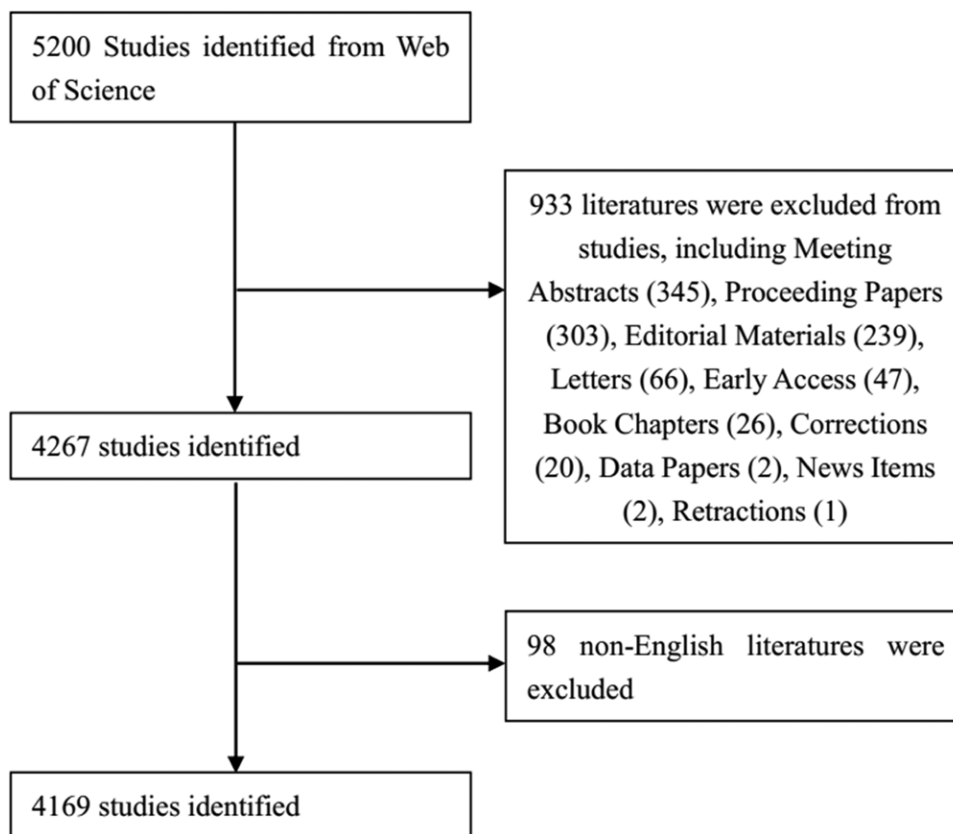 5200 Studies identified from Web
of Science
933 literatures were excluded from
studies, including Meeting
Abstracts (345), Proceeding Papers
(303), Editorial Materials (239),
Letters (66), Early Access (47),
Book Chapters (26), Corrections
(20), Data Papers (2), News Items
(2), Retractions (1)
4267 studies identified
98 non-English literatures were
excluded
4169 studies identified